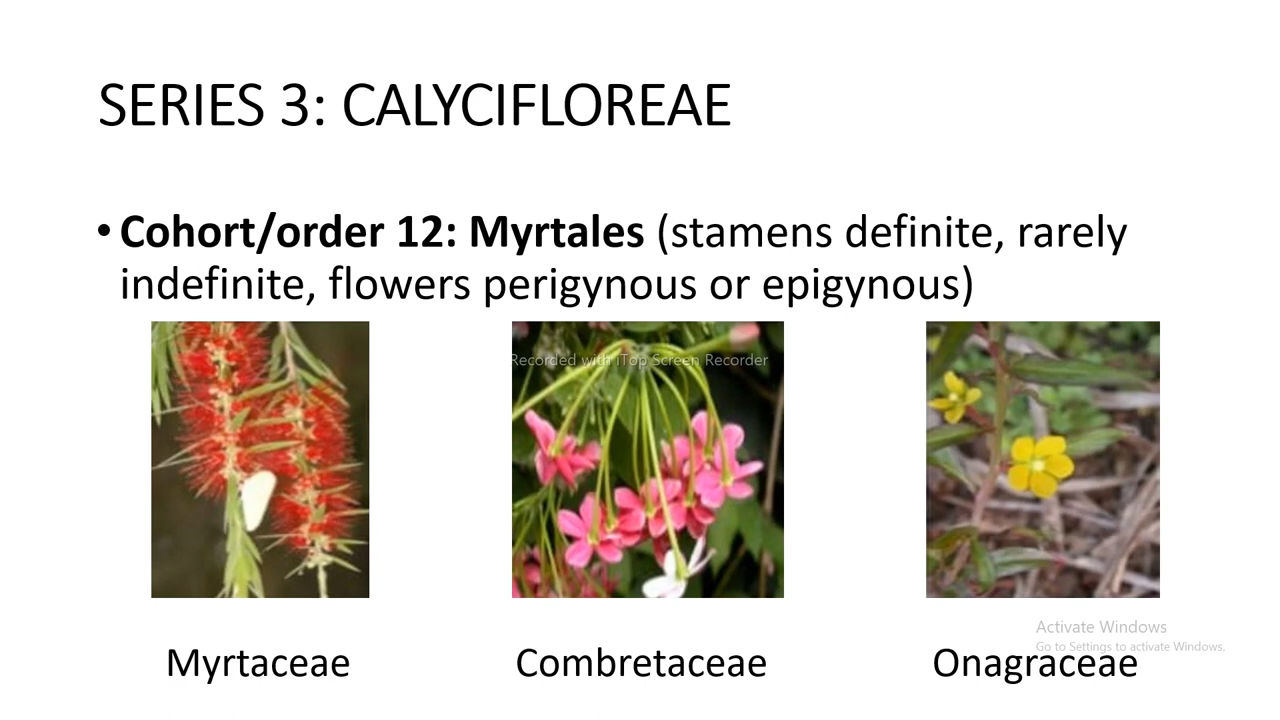 SERIES 3: CALYCIFLOREAE
• Cohort/order 12: Myrtales (stamens definite, rarely
indefinite, flowers perigynous or epigynous)
Recorded with iTop Screen Recorder
Myrtaceae
Combretaceae
Onagraceae
Activate Windows
Go to Settings to activate Windows.